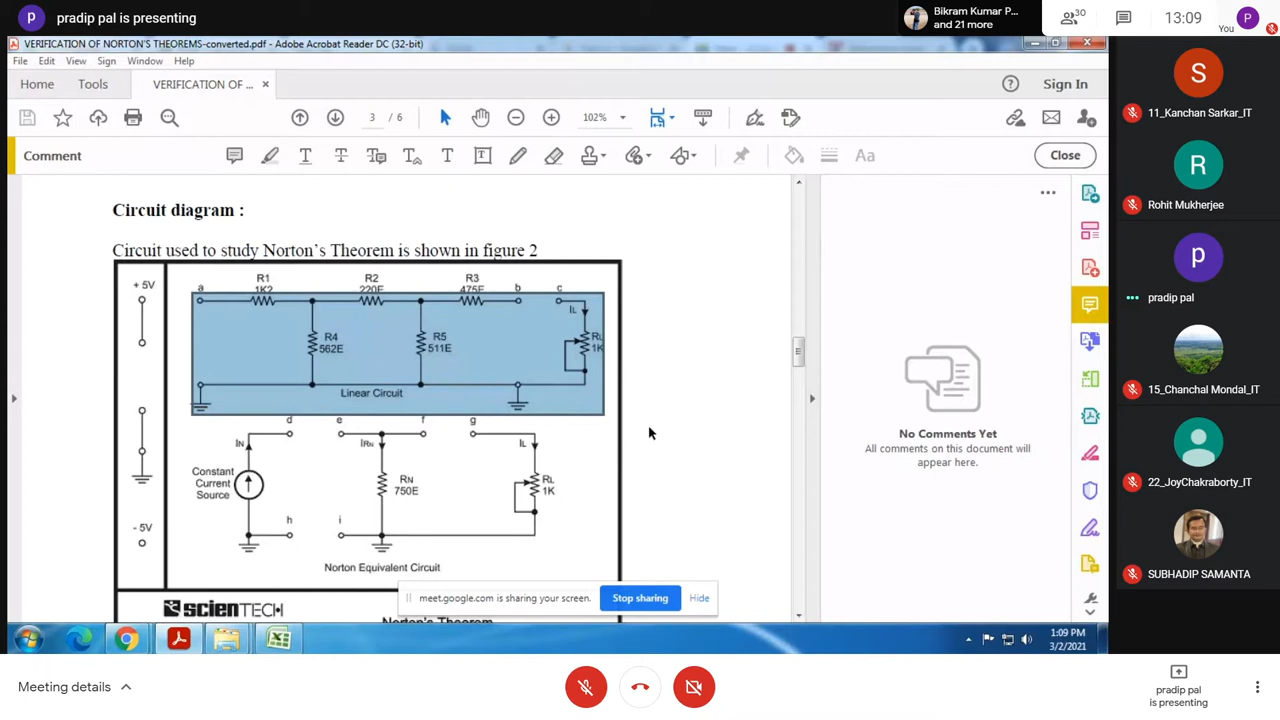 p pradip pal is presenting
Bikram Kumar P...
and 21 more
30
13:09
P
You
VERIFICATION OF NORTON'S THEOREMS-converted.pdf - Adobe Acrobat Reader DC (32-bit)
File Edit View Sign Window Help
Home Tools VERIFICATION OF ... × Sign In
3 / 6 102%
Comment Aa Close
Circuit diagram :
Circuit used to study Norton's Theorem is shown in figure 2
+ 5V
a R1 R2 R3 b c
1K2 220E 475E
IL
R4 R5 RL
562E 511E 1K
Linear Circuit
d e f g
IN IRN IL
Constant
Current
Source
RN RL
750E 1K
h i
- 5V
Norton Equivalent Circuit
SCIENTECH
Norton's Theorem
No Comments Yet
All comments on this document will
appear here.
meet.google.com is sharing your screen. Stop sharing Hide
1:09 PM
3/2/2021
S
11_Kanchan Sarkar_IT
R
Rohit Mukherjee
p
pradip pal
15_Chanchal Mondal_IT
22_JoyChakraborty_IT
SUBHADIP SAMANTA
Meeting details
pradip pal
is presenting